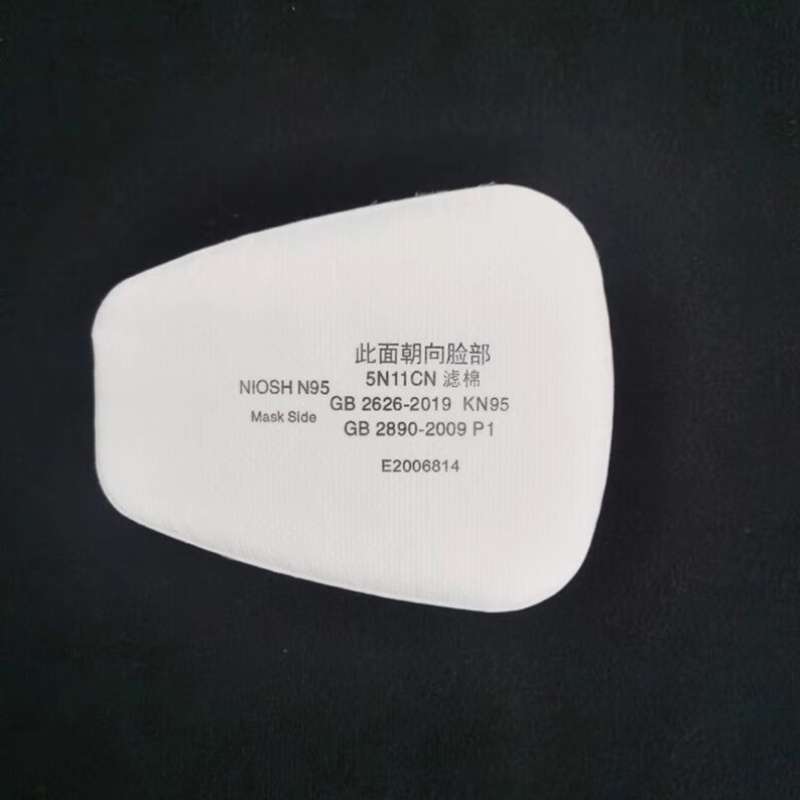 此面朝向脸部
5N11CN 滤棉
NIOSH N95
GB 2626-2019 KN95
Mask Side
GB 2890-2009 P1
E2006814